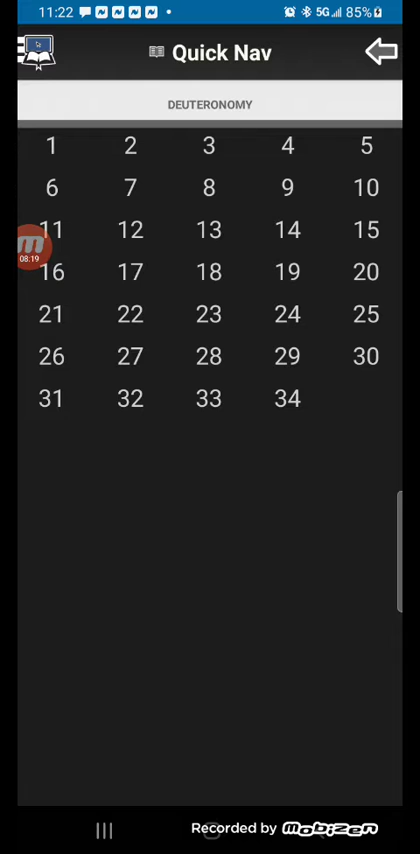 11:22 5G 85%
Quick Nav
DEUTERONOMY
1 2 3 4 5
6 7 8 9 10
11 12 13 14 15
08:19
16 17 18 19 20
21 22 23 24 25
26 27 28 29 30
31 32 33 34
Recorded by mobizen